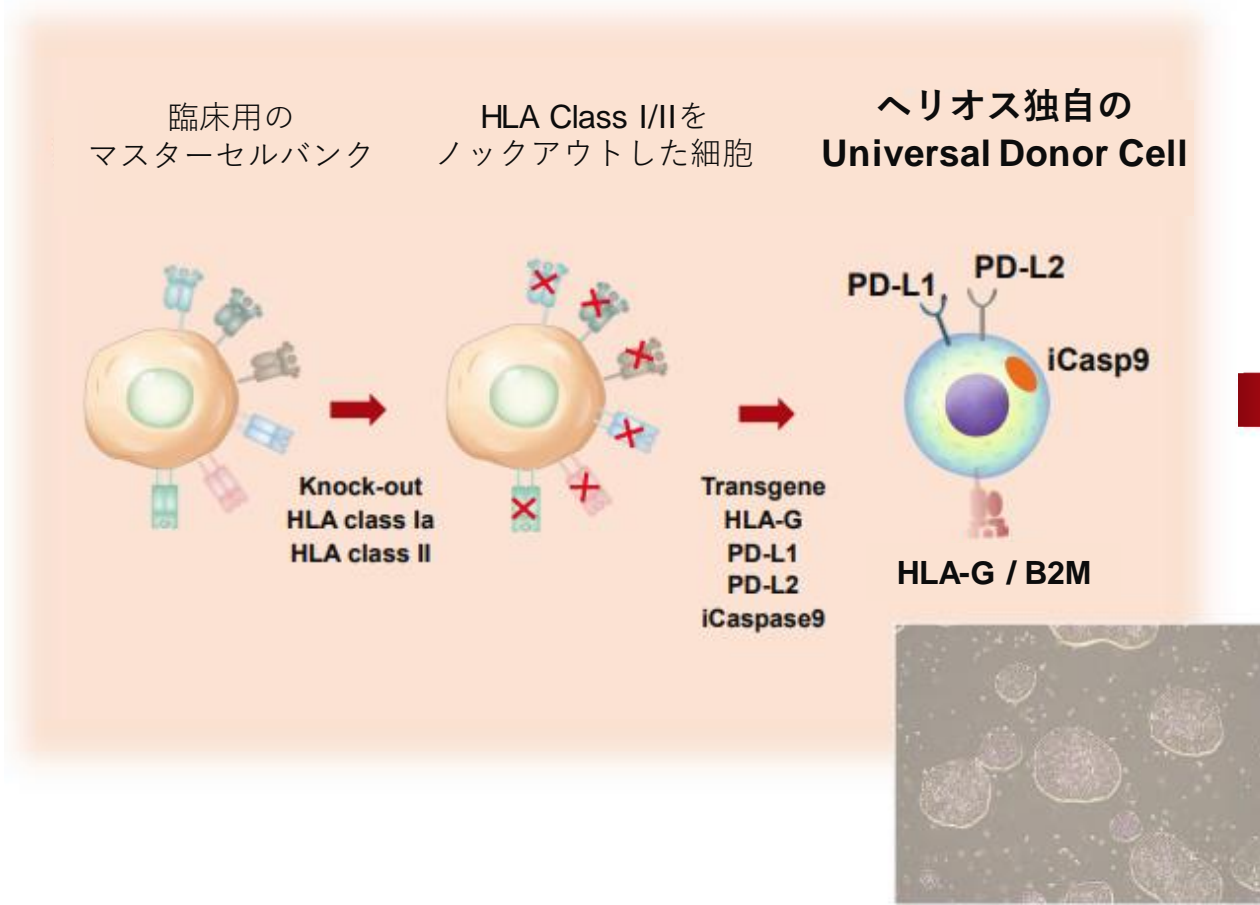 臨床用の
マスターセルバンク
HLA Class I/IIを
ノックアウトした細胞
ヘリオス独自の
Universal Donor Cell
Knock-out
HLA class Ia
HLA class II
Transgene
HLA-G
PD-L1
PD-L2
iCaspase9
PD-L1
PD-L2
iCasp9
HLA-G / B2M